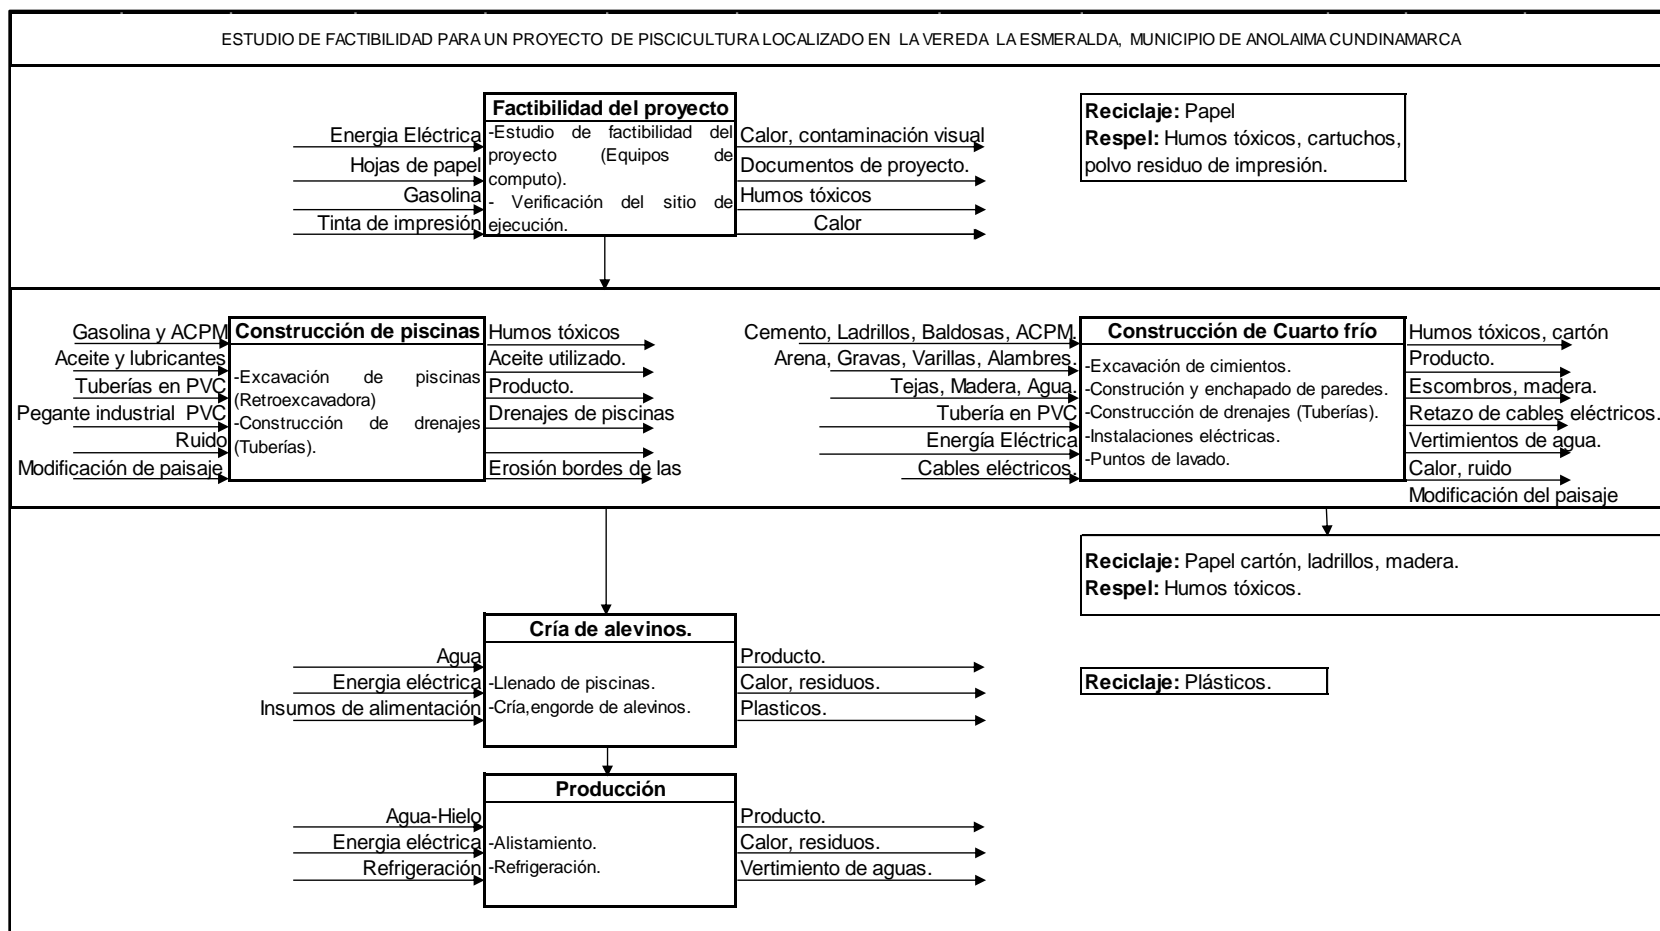 ESTUDIO DE FACTIBILIDAD PARA UN PROYECTO DE PISCICULTURA LOCALIZADO EN LA VEREDA LA ESMERALDA, MUNICIPIO DE ANOLAIMA CUNDINAMARCA
Energia Eléctrica
Hojas de papel
Gasolina
Tinta de impresión
Factibilidad del proyecto
-Estudio de factibilidad del
proyecto (Equipos de
computo).
- Verificación del sitio de
ejecución.
Calor, contaminación visual
Documentos de proyecto.
Humos tóxicos
Calor
Reciclaje: Papel
Respel: Humos tóxicos, cartuchos,
polvo residuo de impresión.
Gasolina y ACPM
Aceite y lubricantes
Tuberías en PVC
Pegante industrial PVC
Ruido
Modificación de paisaje
Construcción de piscinas
-Excavación de piscinas
(Retroexcavadora)
-Construcción de drenajes
(Tuberías).
Humos tóxicos
Aceite utilizado.
Producto.
Drenajes de piscinas
Erosión bordes de las
Cemento, Ladrillos, Baldosas, ACPM.
Arena, Gravas, Varillas, Alambres.
Tejas, Madera, Agua.
Tubería en PVC
Energía Eléctrica
Cables eléctricos.
Construcción de Cuarto frío
-Excavación de cimientos.
-Construción y enchapado de paredes.
-Construcción de drenajes (Tuberías).
-Instalaciones eléctricas.
-Puntos de lavado.
Humos tóxicos, cartón
Producto.
Escombros, madera.
Retazo de cables eléctricos.
Vertimientos de agua.
Calor, ruido
Modificación del paisaje
Reciclaje: Papel cartón, ladrillos, madera.
Respel: Humos tóxicos.
Agua
Energia eléctrica
Insumos de alimentación
Cría de alevinos.
-Llenado de piscinas.
-Cría,engorde de alevinos.
Producto.
Calor, residuos.
Plasticos.
Reciclaje: Plásticos.
Agua-Hielo
Energia eléctrica
Refrigeración
Producción
-Alistamiento.
-Refrigeración.
Producto.
Calor, residuos.
Vertimiento de aguas.